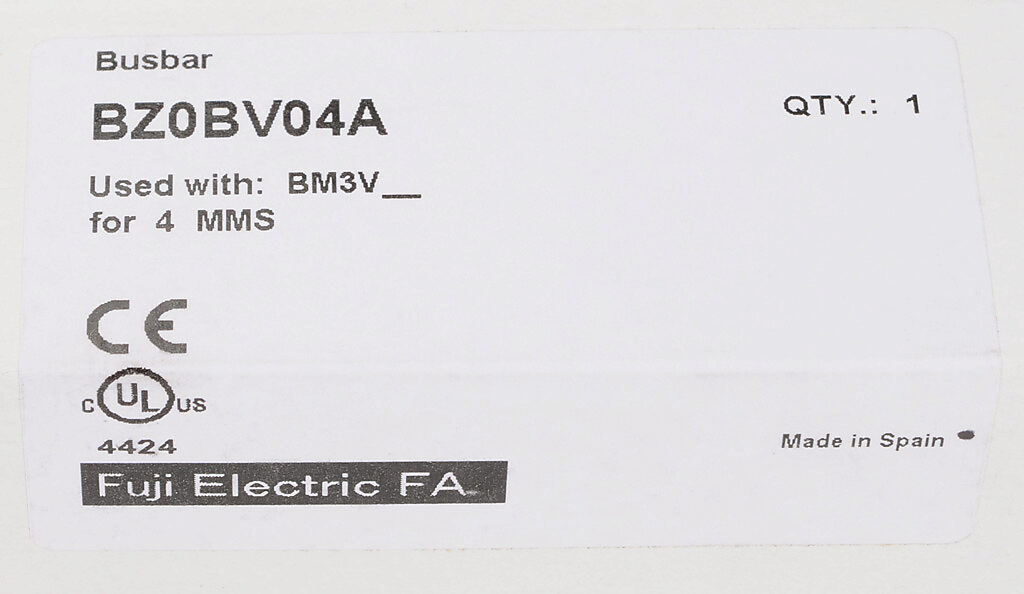 Busbar
BZ0BV04A
QTY.: 1
Used with: BM3V__
for 4 MMS
CE
C UL US
4424
Made in Spain
Fuji Electric FA